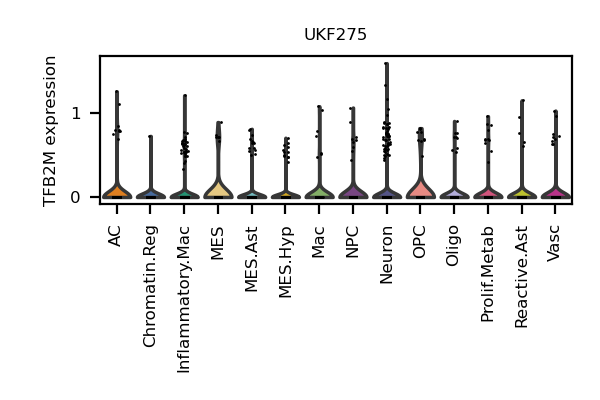 UKF275
TFB2M expression
1
0
AC
Chromatin.Reg
Inflammatory.Mac
MES
MES.Ast
MES.Hyp
Mac
NPC
Neuron
OPC
Oligo
Prolif.Metab
Reactive.Ast
Vasc